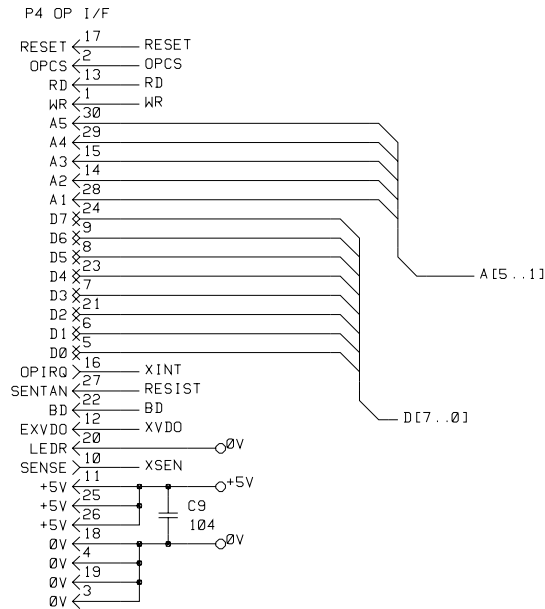 P4 OP I/F
RESET 17 RESET
OPCS 2 OPCS
RD 13 RD
WR 1 WR
A5 30
A4 29
A3 15
A2 14
A1 28
D7 24
D6 9
D5 8
D4 23
A[5..1]
D3 7
D2 21
D1 6
D0 5
OPIRQ 16 XINT
SENTAN 27 RESIST
BD 22 BD
D[7..0]
EXVDO 12 XVDO
LEDR 20 0V
SENSE 10 XSEN
+5V 11 +5V
+5V 25 C9
+5V 26 104
0V 18 0V
0V 4
0V 19
0V 3